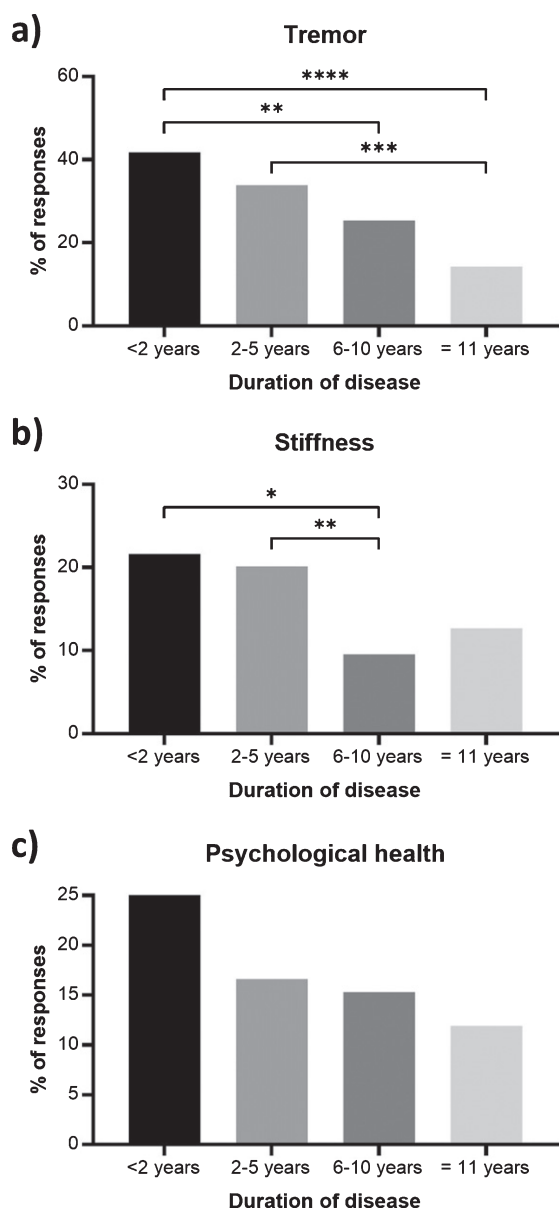 a)
Tremor
60
40
20
0
% of responses
****
**
***
<2 years 2-5 years 6-10 years = 11 years
Duration of disease
b)
Stiffness
30
20
10
0
% of responses
*
**
<2 years 2-5 years 6-10 years = 11 years
Duration of disease
c)
Psychological health
25
20
15
10
5
0
% of responses
<2 years 2-5 years 6-10 years = 11 years
Duration of disease